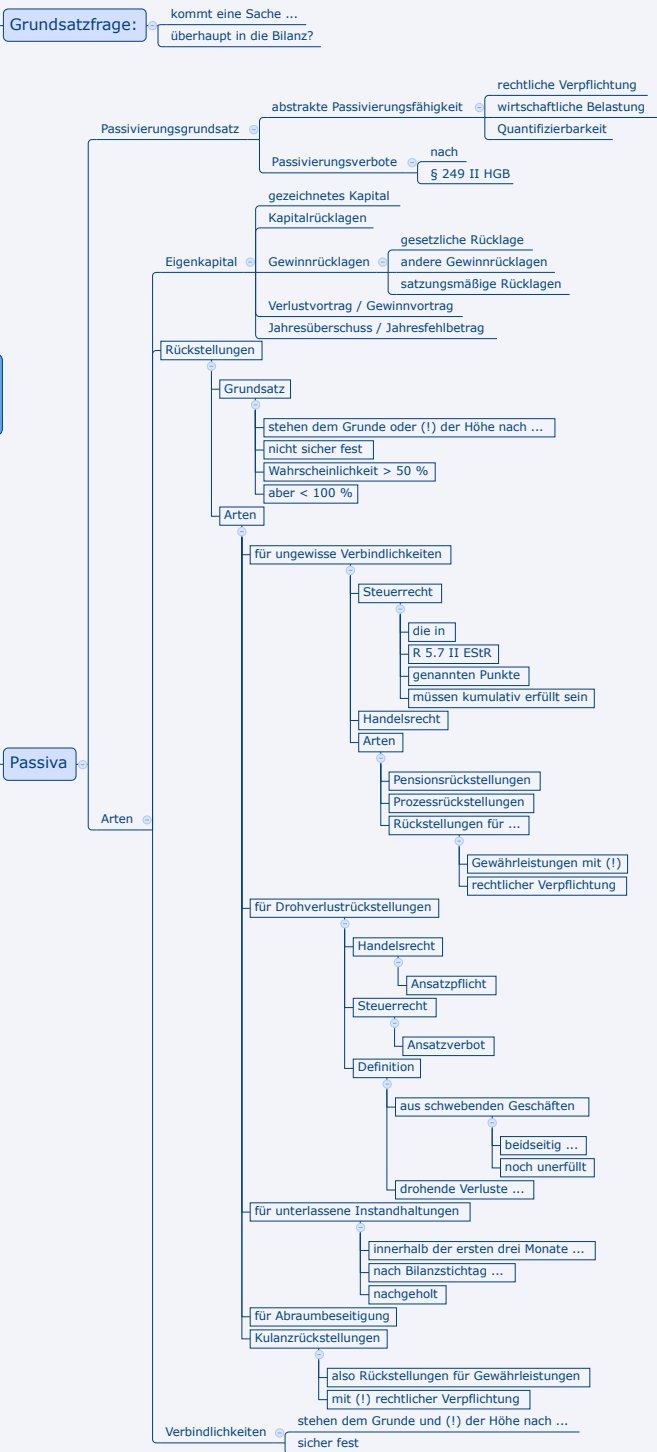 Grundsatzfrage:
kommt eine Sache ...
überhaupt in die Bilanz?
Passiva
Passivierungsgrundsatz
abstrakte Passivierungsfähigkeit
rechtliche Verpflichtung
wirtschaftliche Belastung
Quantifizierbarkeit
Passivierungsverbote
nach
§ 249 II HGB
Arten
Eigenkapital
gezeichnetes Kapital
Kapitalrücklagen
Gewinnrücklagen
gesetzliche Rücklage
andere Gewinnrücklagen
satzungsmäßige Rücklagen
Verlustvortrag / Gewinnvortrag
Jahresüberschuss / Jahresfehlbetrag
Rückstellungen
Grundsatz
stehen dem Grunde oder (!) der Höhe nach ...
nicht sicher fest
Wahrscheinlichkeit > 50 %
aber < 100 %
Arten
für ungewisse Verbindlichkeiten
Steuerrecht
die in
R 5.7 II EStR
genannten Punkte
müssen kumulativ erfüllt sein
Handelsrecht
Arten
Pensionsrückstellungen
Prozessrückstellungen
Rückstellungen für ...
Gewährleistungen mit (!)
rechtlicher Verpflichtung
für Drohverlustrückstellungen
Handelsrecht
Ansatzpflicht
Steuerrecht
Ansatzverbot
Definition
aus schwebenden Geschäften
beidseitig ...
noch unerfüllt
drohende Verluste ...
für unterlassene Instandhaltungen
innerhalb der ersten drei Monate ...
nach Bilanzstichtag ...
nachgeholt
für Abraumbeseitigung
Kulanzrückstellungen
also Rückstellungen für Gewährleistungen
mit (!) rechtlicher Verpflichtung
Verbindlichkeiten
stehen dem Grunde und (!) der Höhe nach ...
sicher fest